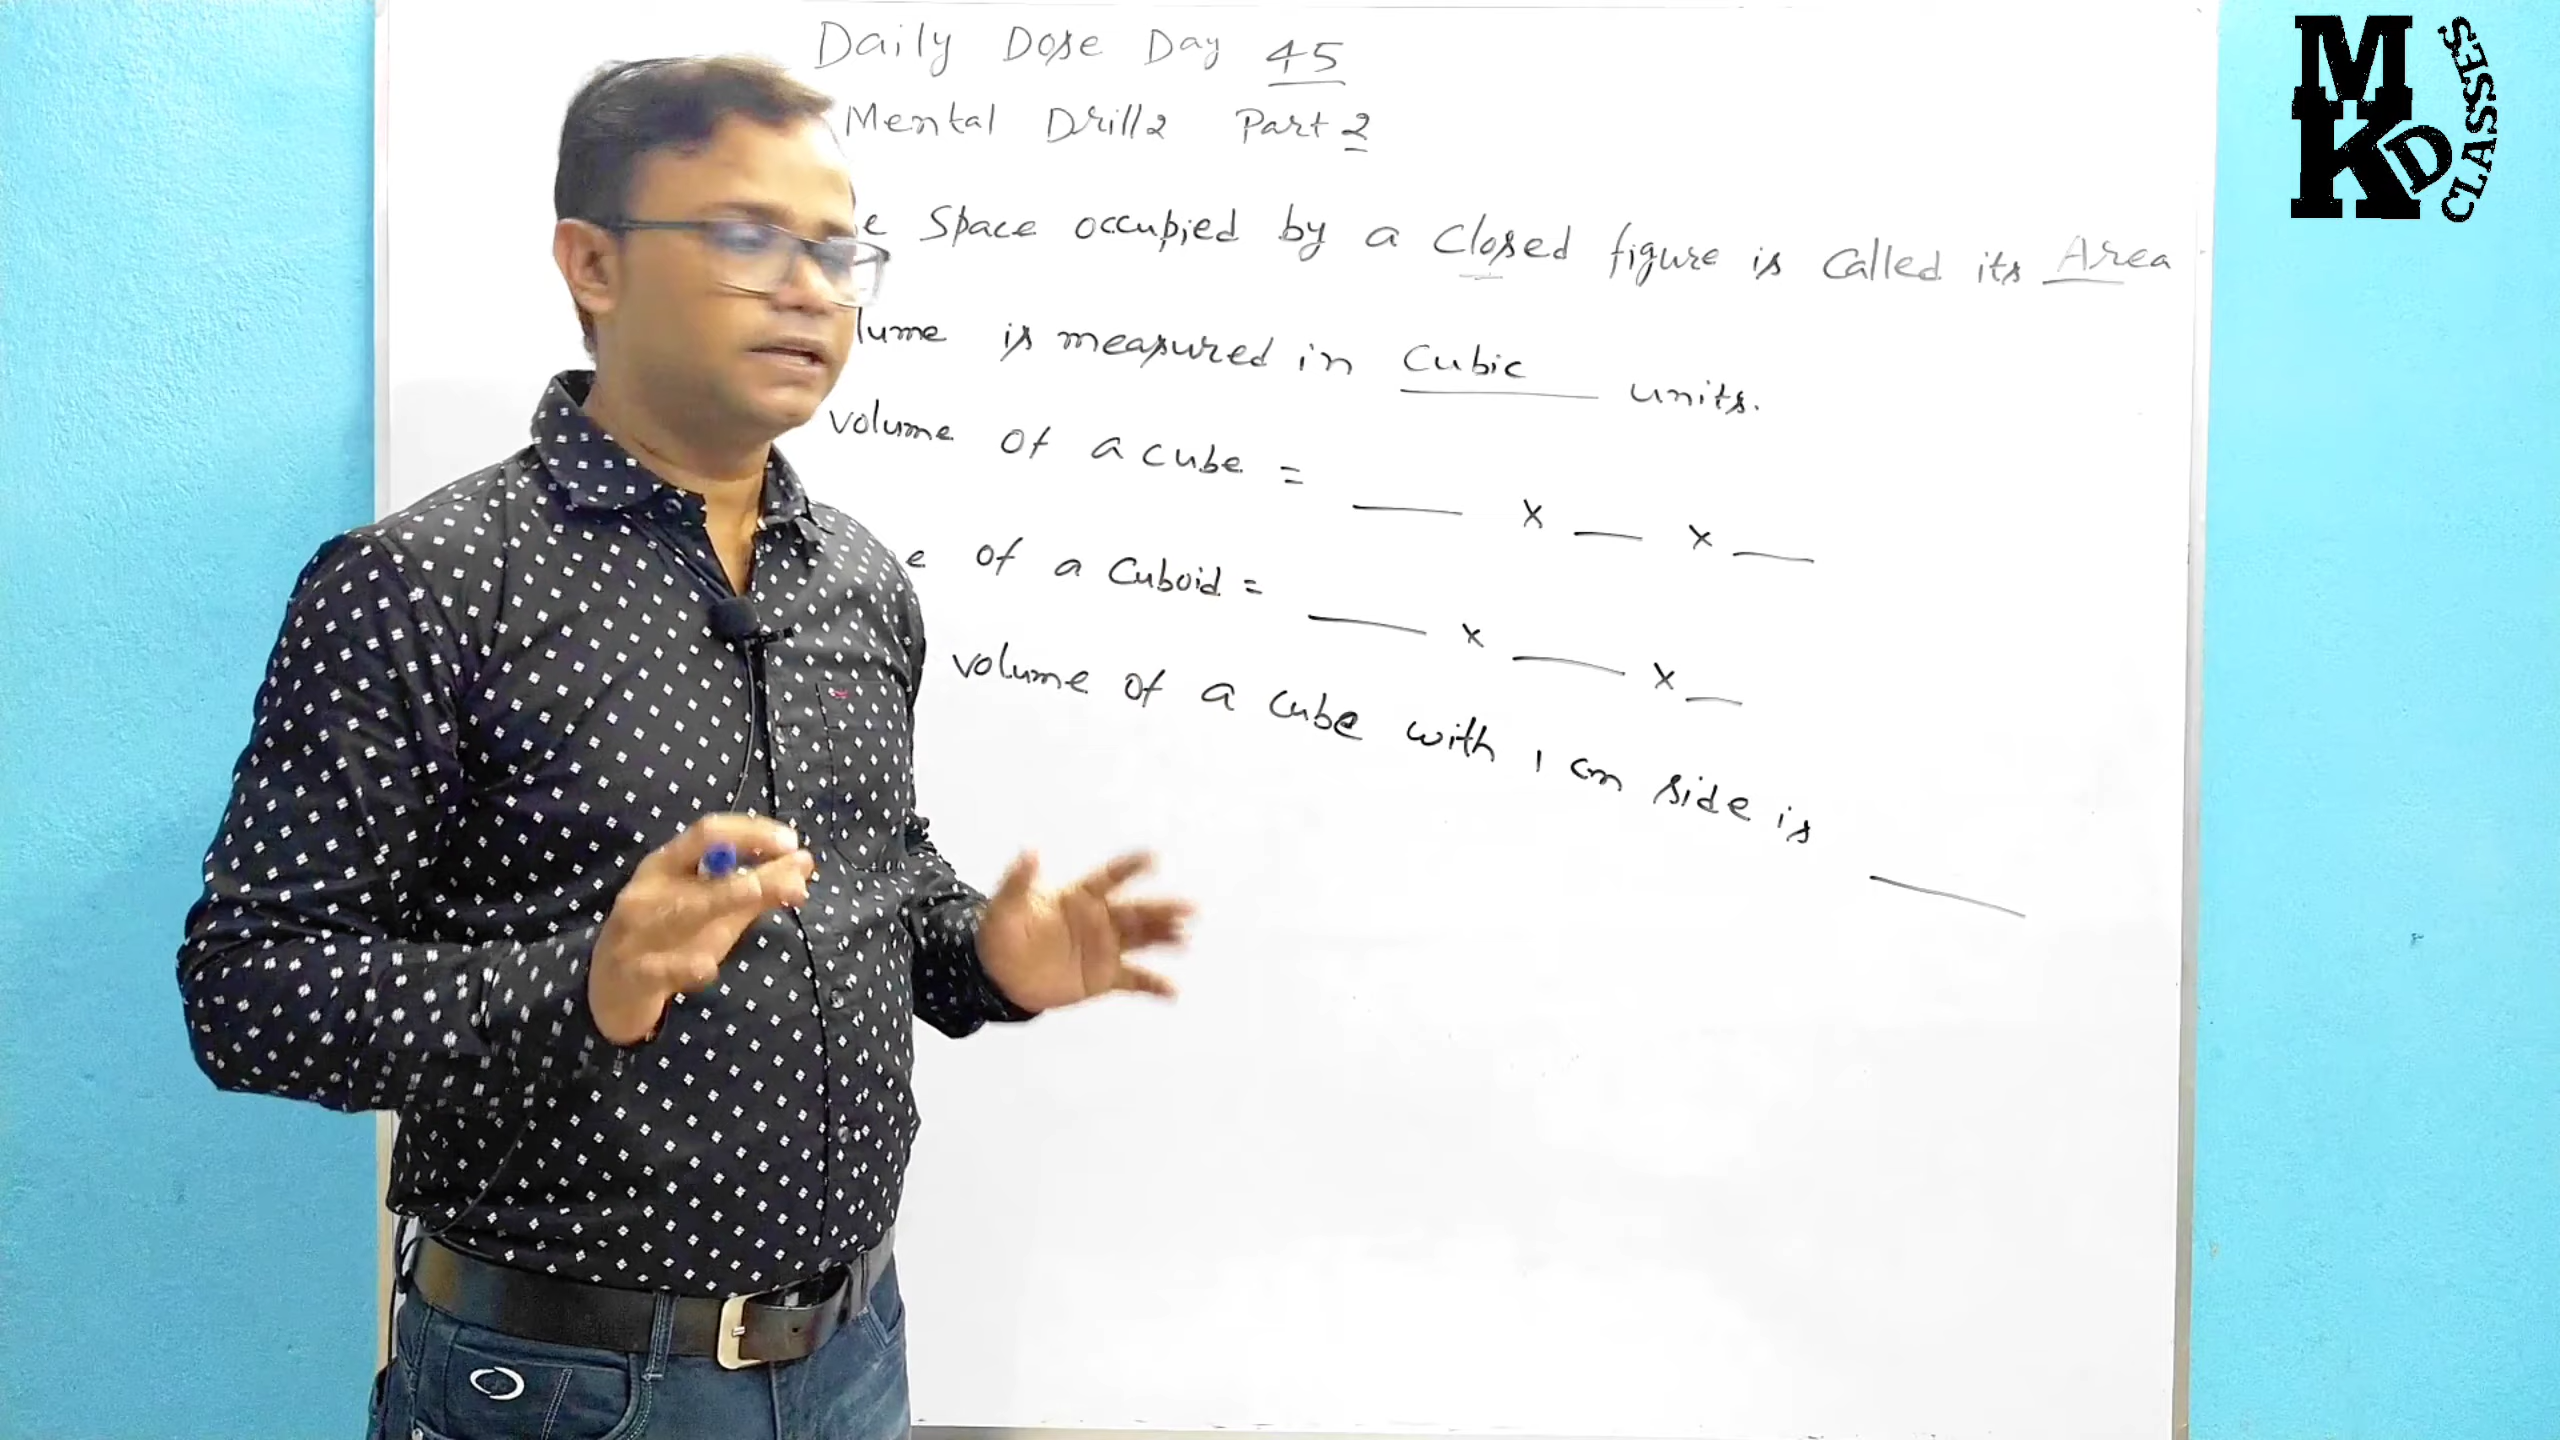 Daily Dose Day 45
Mental Drill2 Part 2
Space occupied by a closed figure is called its Area
is measured in Cubic units.
volume of a cube = ___ x ___ x ___
of a Cuboid = ___ x ___ x ___
volume of a cube with 1 cm side is ___
MKD CLASSES